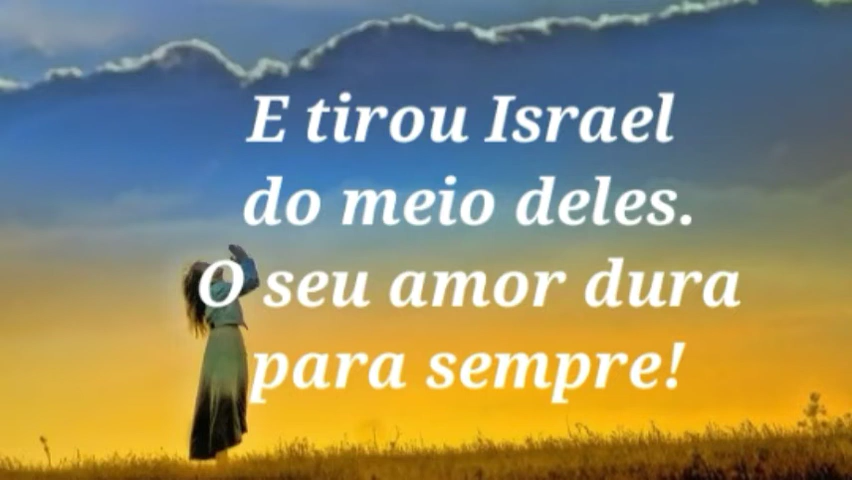 E tirou Israel
do meio deles.
O seu amor dura
para sempre!